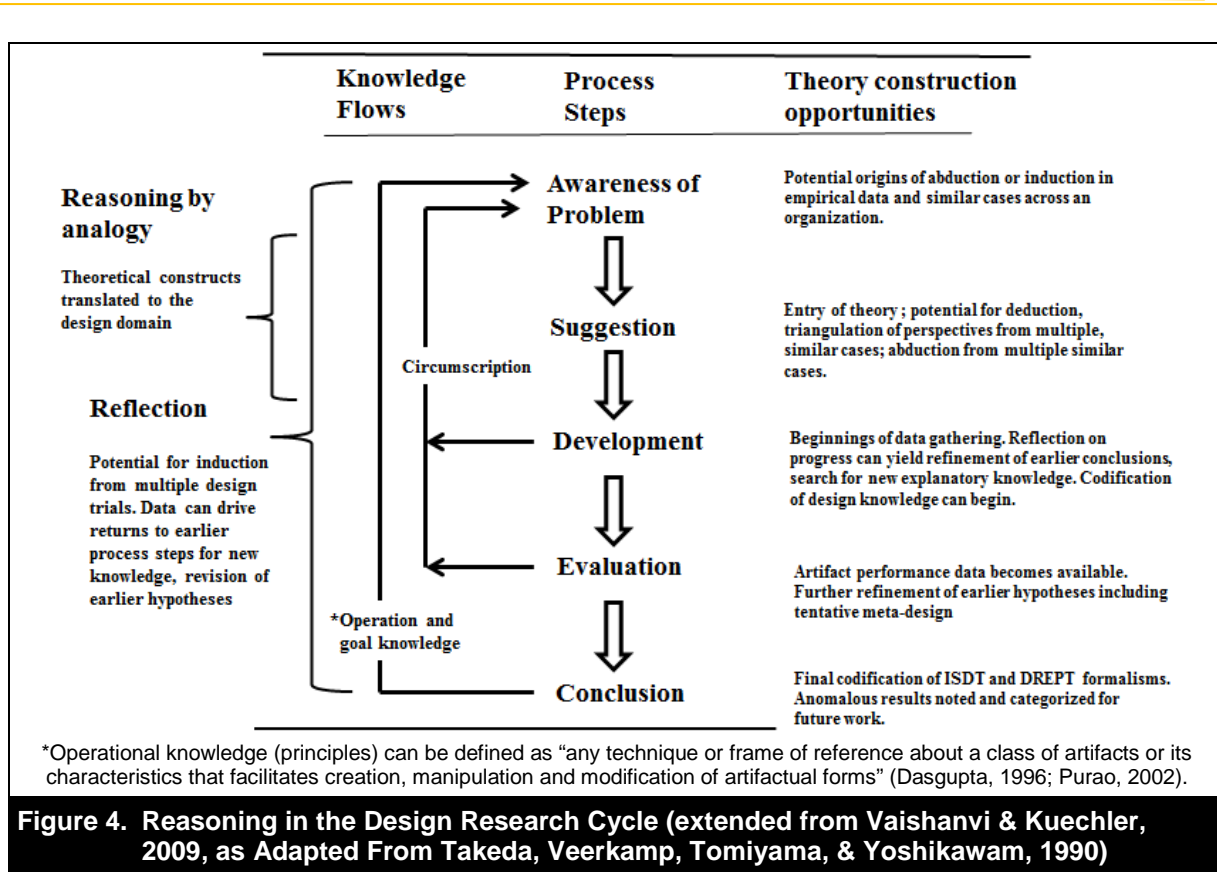 Knowledge
Flows
Process
Steps
Theory construction
opportunities
Reasoning by
analogy
Theoretical constructs
translated to the
design domain
Reflection
Potential for induction
from multiple design
trials. Data can drive
returns to earlier
process steps for new
knowledge, revision of
earlier hypotheses
Circumscription
*Operation and
goal knowledge
Awareness of
Problem
Suggestion
Development
Evaluation
Conclusion
Potential origins of abduction or induction in
empirical data and similar cases across an
organization.
Entry of theory ; potential for deduction,
triangulation of perspectives from multiple,
similar cases; abduction from multiple similar
cases.
Beginnings of data gathering. Reflection on
progress can yield refinement of earlier conclusions,
search for new explanatory knowledge. Codification
of design knowledge can begin.
Artifact performance data becomes available.
Further refinement of earlier hypotheses including
tentative meta-design
Final codification of ISDT and DREPT formalisms.
Anomalous results noted and categorized for
future work.
*Operational knowledge (principles) can be defined as “any technique or frame of reference about a class of artifacts or its
characteristics that facilitates creation, manipulation and modification of artifactual forms” (Dasgupta, 1996; Purao, 2002).
Figure 4. Reasoning in the Design Research Cycle (extended from Vaishanvi & Kuechler,
2009, as Adapted From Takeda, Veerkamp, Tomiyama, & Yoshikawam, 1990)